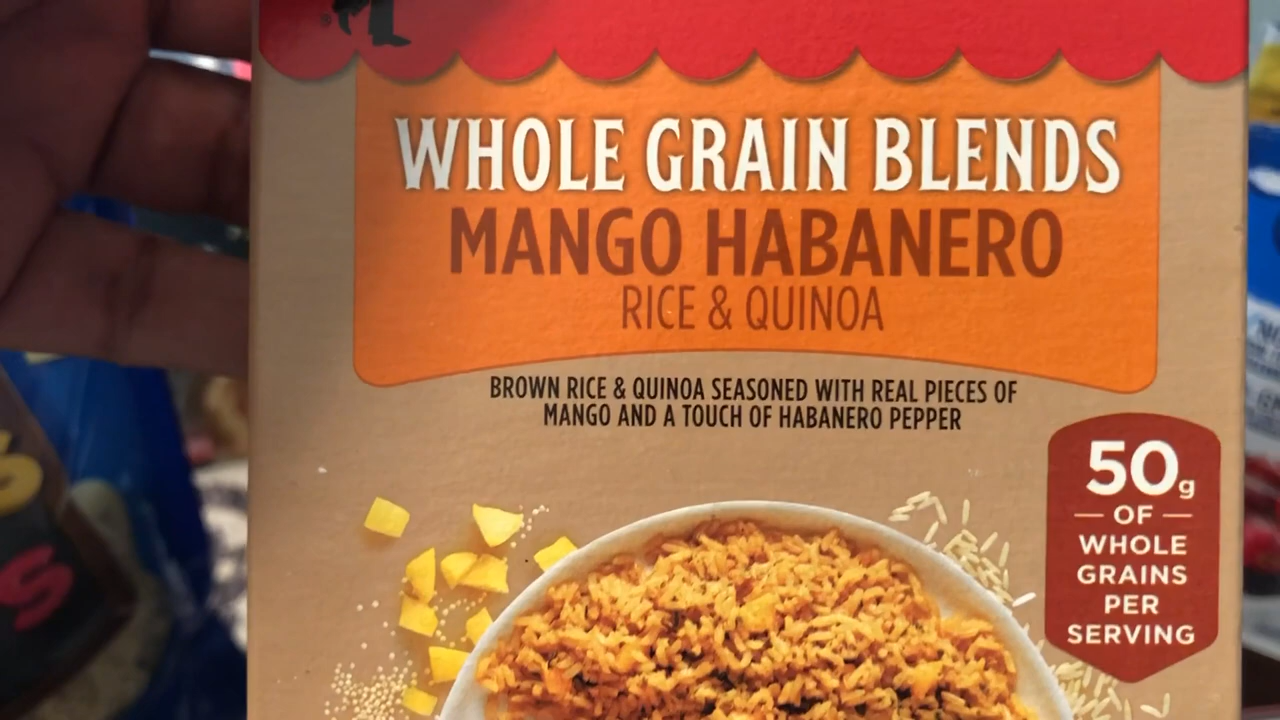 WHOLE GRAIN BLENDS
MANGO HABANERO
RICE & QUINOA
BROWN RICE & QUINOA SEASONED WITH REAL PIECES OF
MANGO AND A TOUCH OF HABANERO PEPPER
50g
OF
WHOLE
GRAINS
PER
SERVING